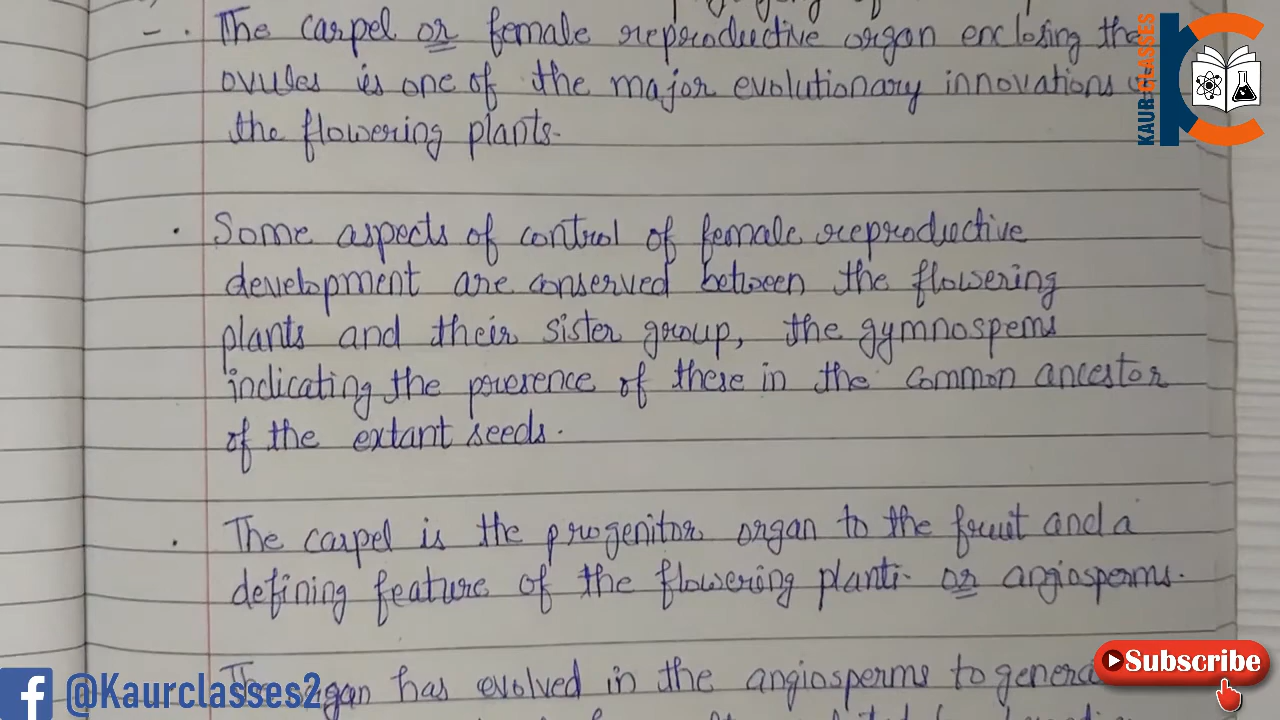 - . The carpel or female reproductive organ enclosing the
ovules is one of the major evolutionary innovations
the flowering plants.
. Some aspects of control of female reproductive
development are conserved between the flowering
plants and their sister group, the gymnospems
indicating the presence of these in the common ancestor
of the extant seeds.
. The carpel is the progenitor organ to the fruit and a
defining feature of the flowering plants or angiosperms.
has evolved in the angiosperms to
KAUR CLASSES
@Kaurclasses2
Subscribe